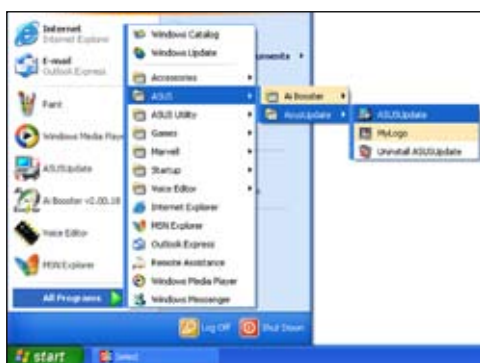 Internet
Internet Explorer
E-mail
Outlook Express
Paint
Windows Media Player
ASUSUpdate
Ai Booster v2.00.18
Voice Editor
MSN Explorer
All Programs
Windows Catalog
Windows Update
Accessories
ASUS
ASUS Utility
Games
Marvell
Startup
Voice Editor
Internet Explorer
MSN Explorer
Outlook Express
Remote Assistance
Windows Media Player
Windows Messenger
Ai Booster
AsusUpdate
ASUSUpdate
MyLogo
Uninstall ASUSUpdate
Log Off
Shut Down
start